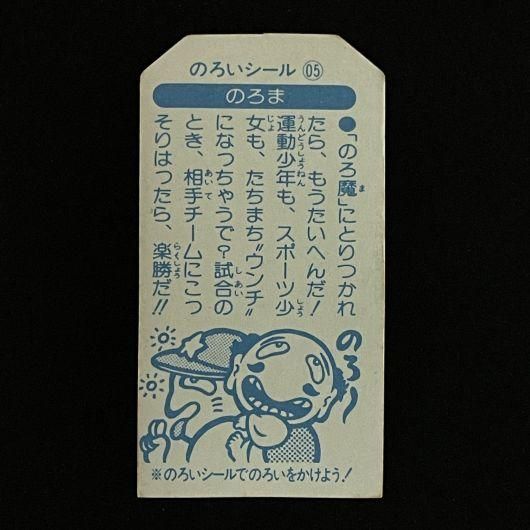 のろいシール 05
のろま
●「のろ魔」にとりつかれ
たら、もうたいへんだ!
運動少年も、スポーツ少
女も、たちまち"ウンチ"
になっちゃうで?試合の
とき、相手チームにこっ
そりはったら、楽勝だ!!
のろ〜
※のろいシールでのろいをかけよう!